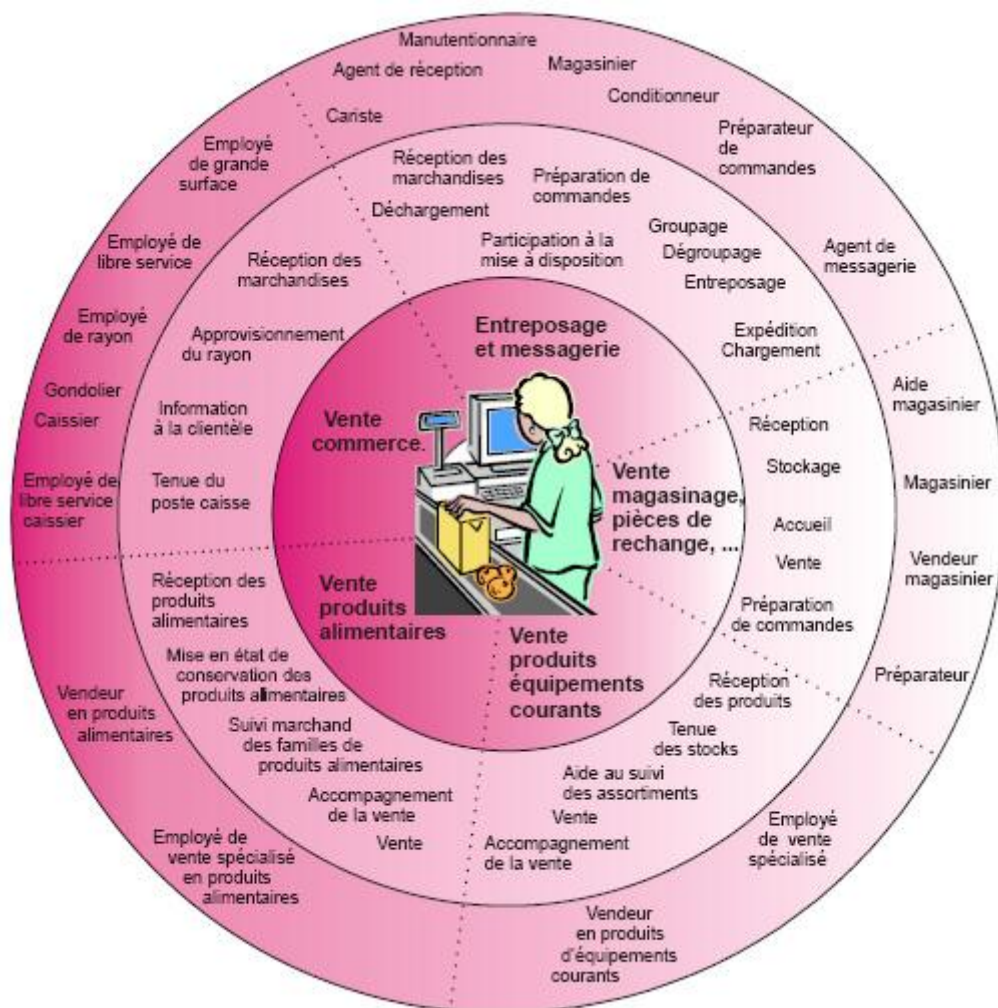 Manutentionnaire
Agent de réception
Magasinier
Conditionneur
Cariste
Préparateur
de
commandes
Employé
de grande
surface
Réception des
marchandises
Préparation de
commandes
Déchargement
Groupage
Dégroupage
Entreposage
Participation à la
mise à disposition
Agent de
messagerie
Employé de
libre service
Réception des
marchandises
Employé
de rayon
Approvisionnement
du rayon
Entreposage
et messagerie
Expédition
Chargement
Gondolier
Caissier
Information
à la clientèle
Vente
commerce.
Aide
magasinier
Réception
Stockage
Employé de
libre service
caissier
Tenue du
poste caisse
Vente
magasinage,
pièces de
rechange, ...
Magasinier
Accueil
Vente
Vendeur
magasinier
Réception des
produits
alimentaires
Vente
produits
alimentaires
Préparation
de commandes
Vente
produits
équipements
courants
Mise en état de
conservation des
produits alimentaires
Préparateur
Réception
des produits
Vendeur
en produits
alimentaires
Suivi marchand
des familles de
produits alimentaires
Tenue
des stocks
Aide au suivi
des assortiments
Accompagnement
de la vente
Vente
Vente
Accompagnement
de la vente
Employé
de vente
spécialisé
Employé de
vente spécialisé
en produits
alimentaires
Vendeur
en produits
d'équipements
courants